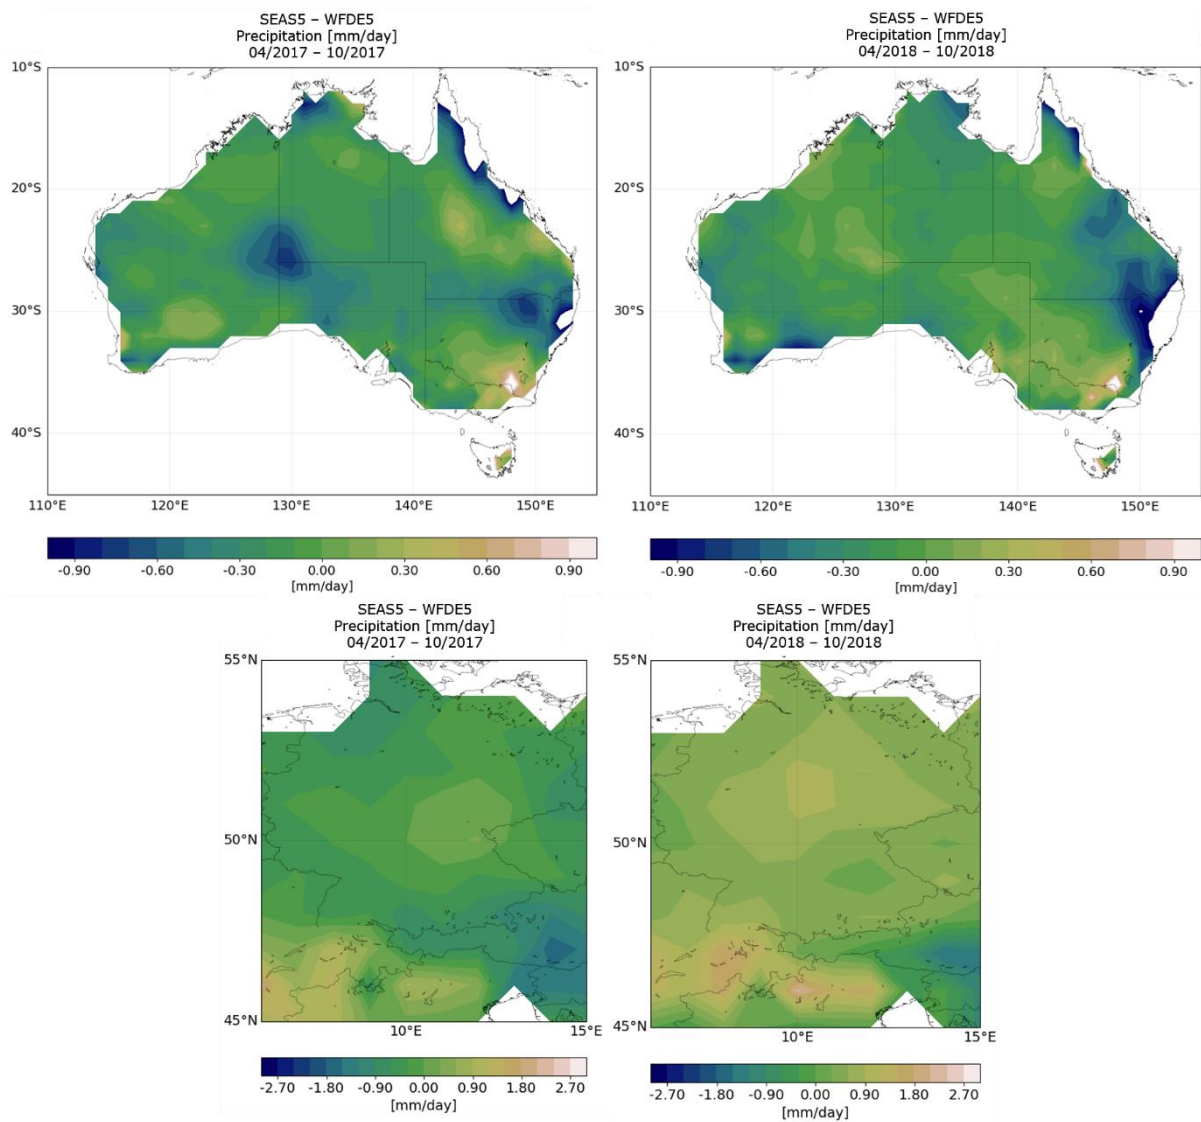 SEAS5 – WFDE5
Precipitation [mm/day]
04/2017 – 10/2017
10°S
20°S
30°S
40°S
110°E 120°E 130°E 140°E 150°E
-0.90 -0.60 -0.30 0.00 0.30 0.60 0.90
[mm/day]
SEAS5 – WFDE5
Precipitation [mm/day]
04/2018 – 10/2018
10°S
20°S
30°S
40°S
110°E 120°E 130°E 140°E 150°E
-0.90 -0.60 -0.30 0.00 0.30 0.60 0.90
[mm/day]
SEAS5 – WFDE5
Precipitation [mm/day]
04/2017 – 10/2017
55°N
50°N
45°N
10°E 15°E
-2.70 -1.80 -0.90 0.00 0.90 1.80 2.70
[mm/day]
SEAS5 – WFDE5
Precipitation [mm/day]
04/2018 – 10/2018
55°N
50°N
45°N
10°E 15°E
-2.70 -1.80 -0.90 0.00 0.90 1.80 2.70
[mm/day]